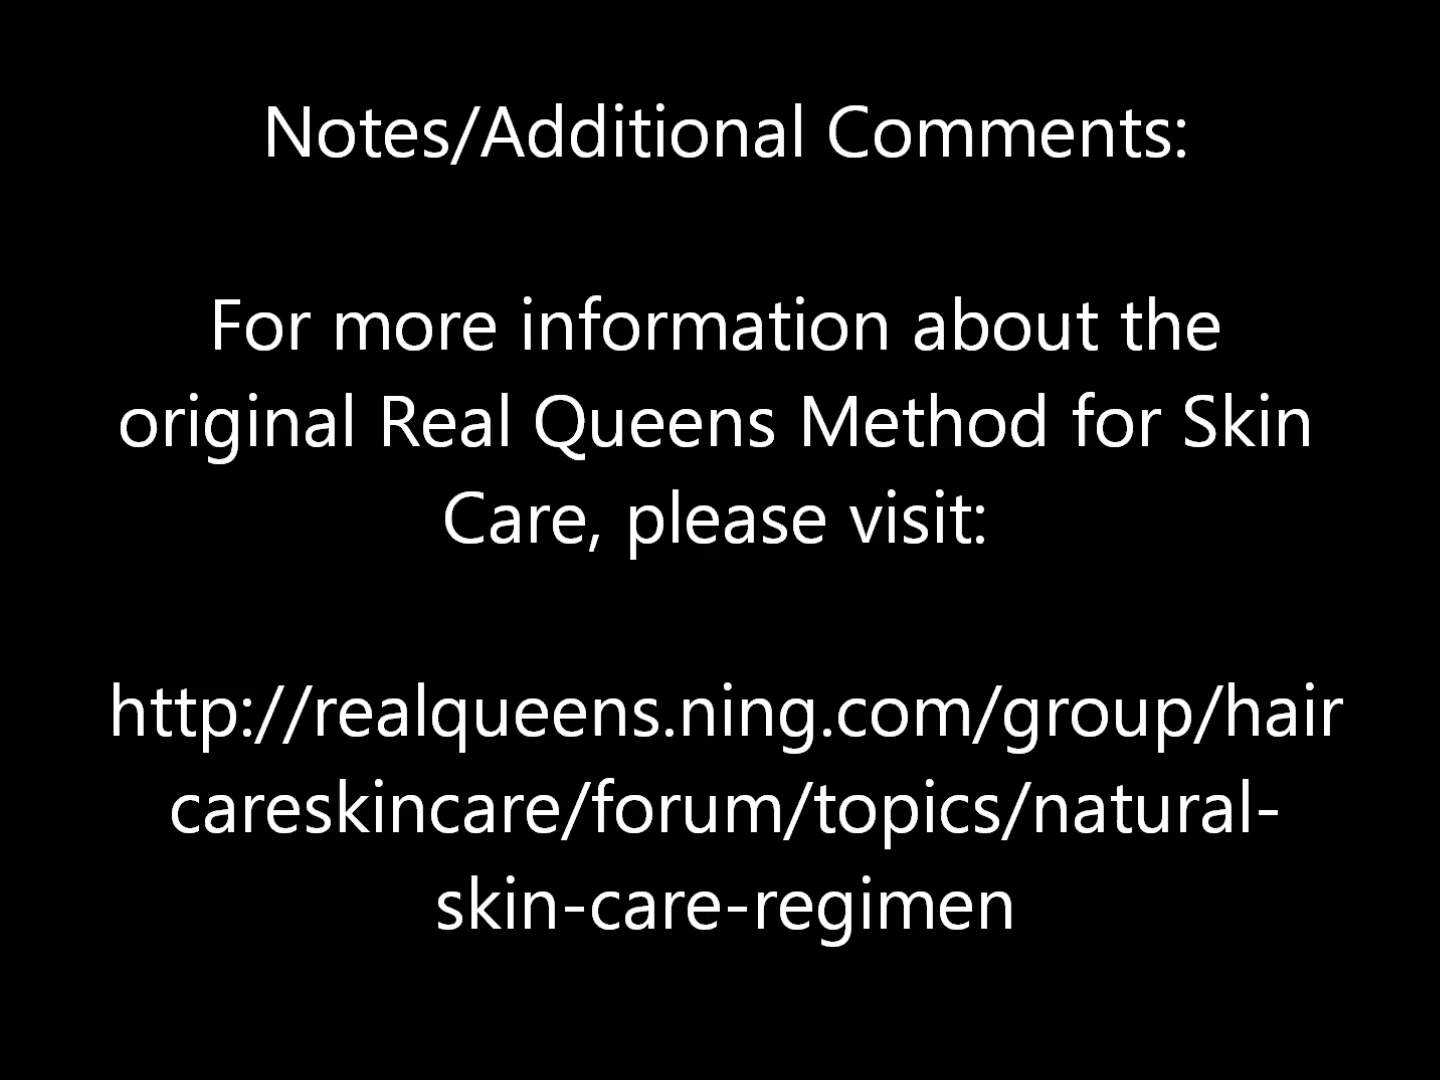 Notes/Additional Comments:
For more information about the
original Real Queens Method for Skin
Care, please visit:
http://realqueens.ning.com/group/hair
careskincare/forum/topics/natural-
skin-care-regimen